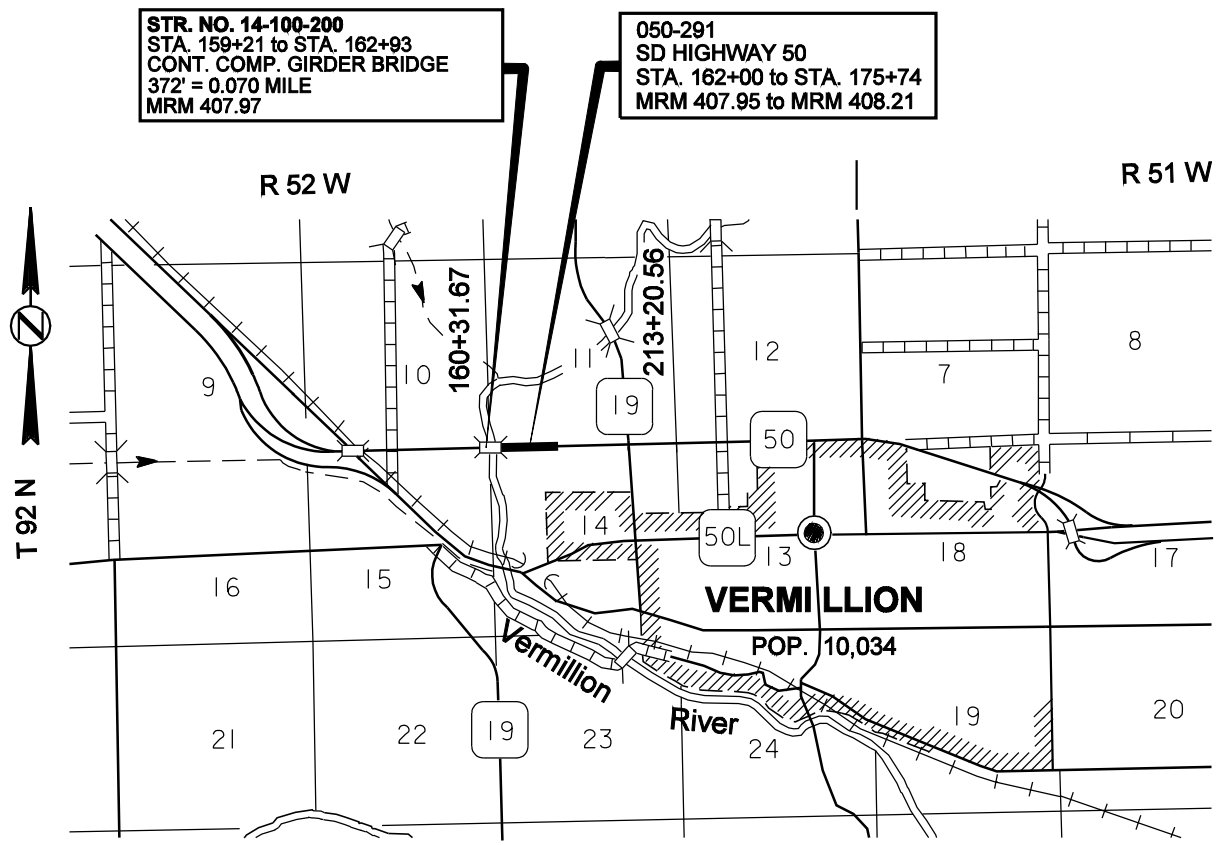 STR. NO. 14-100-200
STA. 159+21 to STA. 162+93
CONT. COMP. GIRDER BRIDGE
372' = 0.070 MILE
MRM 407.97
050-291
SD HIGHWAY 50
STA. 162+00 to STA. 175+74
MRM 407.95 to MRM 408.21
R 52 W
R 51 W
N
T 92 N
160+31.67
213+20.56
9
10
11
12
7
8
19
50
50L
14
13
18
17
16
15
VERMILLION
POP. 10,034
Vermillion
River
19
21
22
23
24
19
20